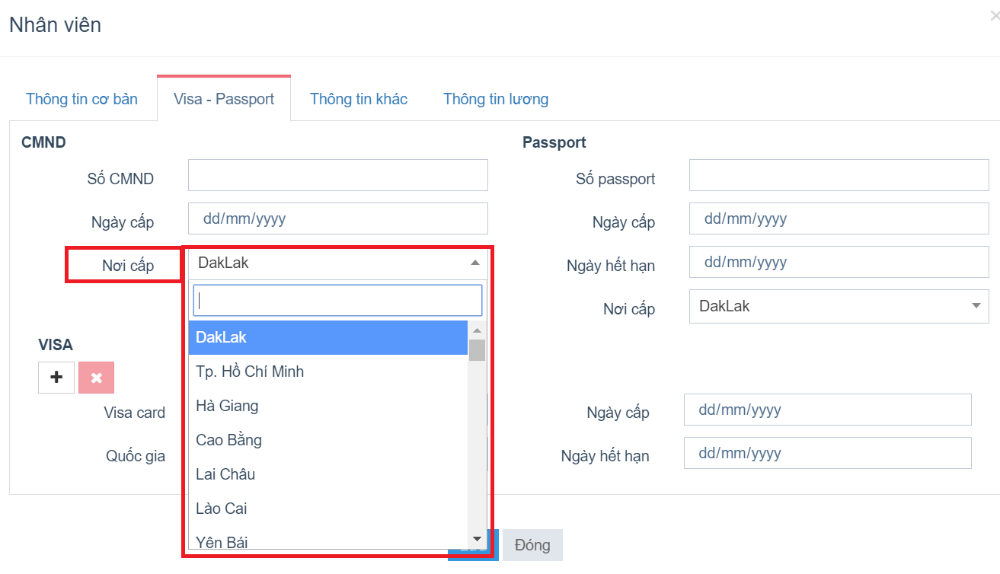 Nhân viên
Thông tin cơ bản
Visa - Passport
Thông tin khác
Thông tin lương
CMND
Số CMND
Ngày cấp
dd/mm/yyyy
Nơi cấp
DakLak
DakLak
Tp. Hồ Chí Minh
Hà Giang
Cao Bằng
Lai Châu
Lào Cai
Yên Bái
Passport
Số passport
Ngày cấp
dd/mm/yyyy
Ngày hết hạn
dd/mm/yyyy
Nơi cấp
DakLak
VISA
Visa card
Quốc gia
Ngày cấp
dd/mm/yyyy
Ngày hết hạn
dd/mm/yyyy
Đóng